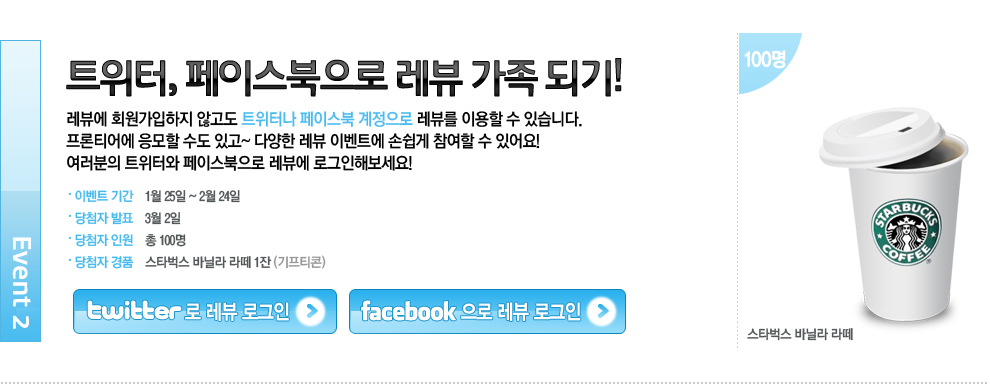 Event 2
트위터, 페이스북으로 레뷰 가족 되기!
레뷰에 회원가입하지 않고도 트위터나 페이스북 계정으로 레뷰를 이용할 수 있습니다.
프론티어에 응모할 수도 있고~ 다양한 레뷰 이벤트에 손쉽게 참여할 수 있어요!
여러분의 트위터와 페이스북으로 레뷰에 로그인해보세요!
· 이벤트 기간 1월 25일 ~ 2월 24일
· 당첨자 발표 3월 2일
· 당첨자 인원 총 100명
· 당첨자 경품 스타벅스 바닐라 라떼 1잔 (기프티콘)
twitter로 레뷰 로그인
facebook으로 레뷰 로그인
100명
STARBUCKS
COFFEE
스타벅스 바닐라 라떼